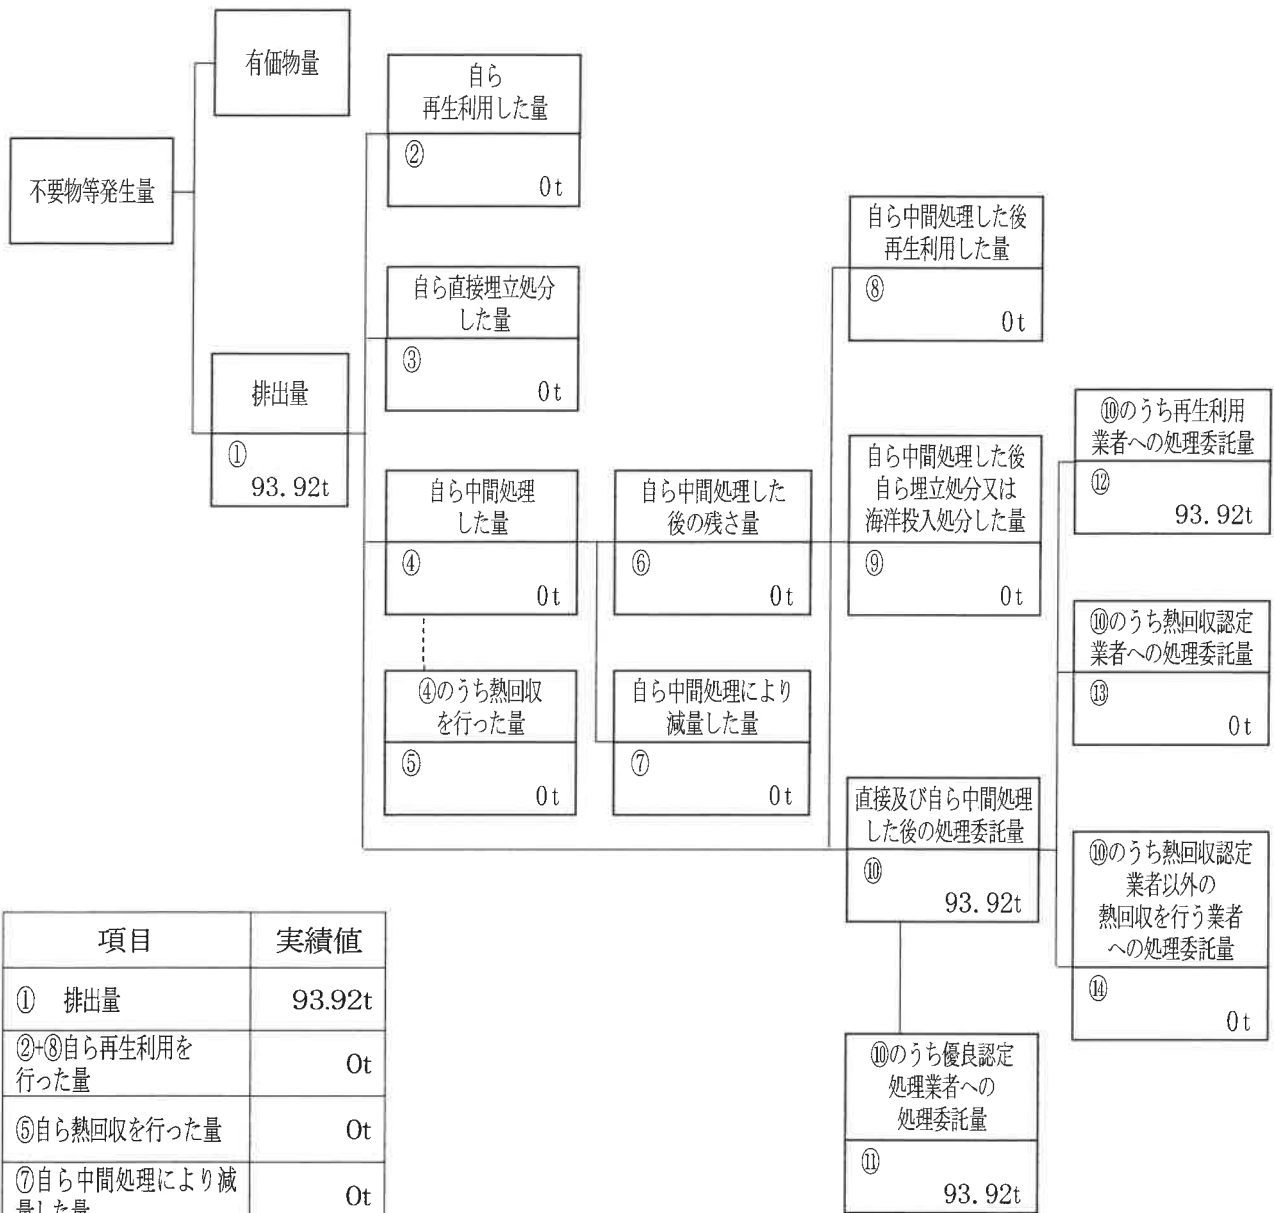 有価物量
不要物等発生量
排出量
①
93.92t
自ら
再生利用した量
②
0t
自ら直接埋立処分
した量
③
0t
自ら中間処理
した量
④
0t
④のうち熱回収
を行った量
⑤
0t
自ら中間処理した
後の残さ量
⑥
0t
自ら中間処理により
減量した量
⑦
0t
自ら中間処理した後
再生利用した量
⑧
0t
自ら中間処理した後
自ら埋立処分又は
海洋投入処分した量
⑨
0t
直接及び自ら中間処理
した後の処理委託量
⑩
93.92t
⑩のうち優良認定
処理業者への
処理委託量
⑪
93.92t
⑩のうち再生利用
業者への処理委託量
⑫
93.92t
⑩のうち熱回収認定
業者への処理委託量
⑬
0t
⑩のうち熱回収認定
業者以外の
熱回収を行う業者
への処理委託量
⑭
0t
項目 実績値
① 排出量 93.92t
②+⑧自ら再生利用を
行った量 0t
⑤自ら熱回収を行った量 0t
⑦自ら中間処理により減
量した量 0t